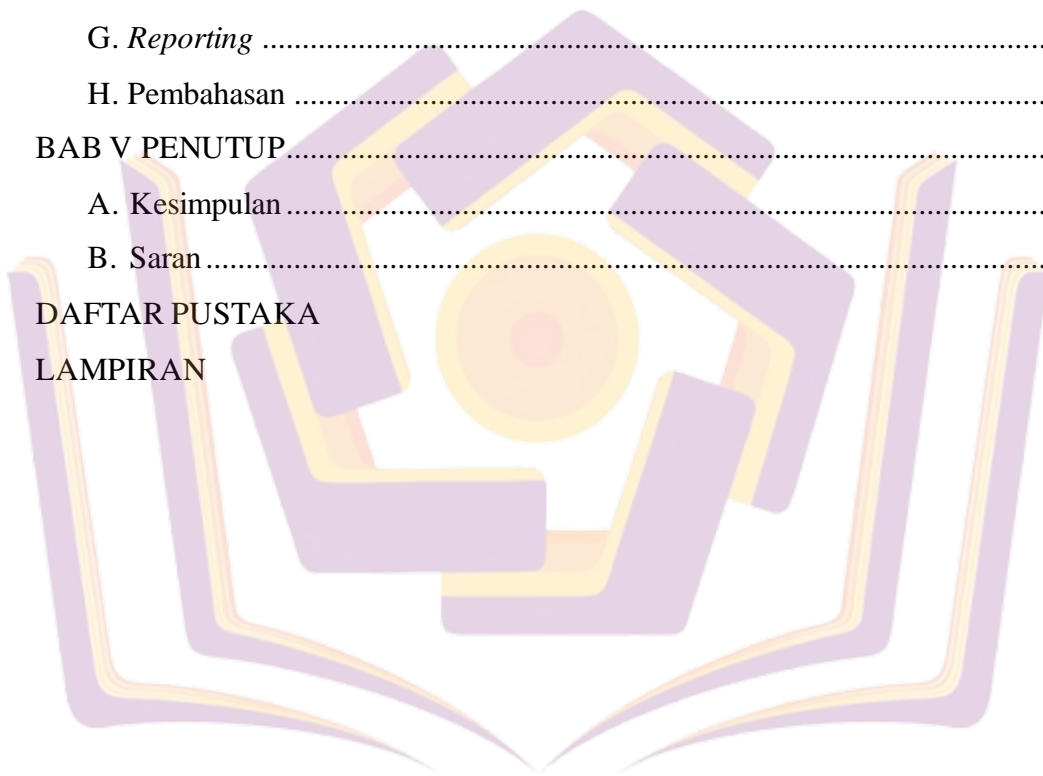 G. Reporting ....................................................................................................
H. Pembahasan ................................................................................................
BAB V PENUTUP................................................................................................
A. Kesimpulan ..................................................................................................
B. Saran............................................................................................................
DAFTAR PUSTAKA
LAMPIRAN